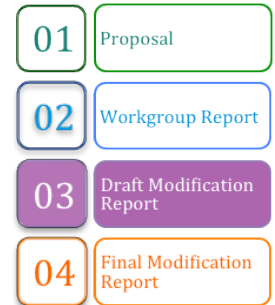 01 Proposal
02 Workgroup Report
03 Draft Modification
Report
04 Final Modification
Report